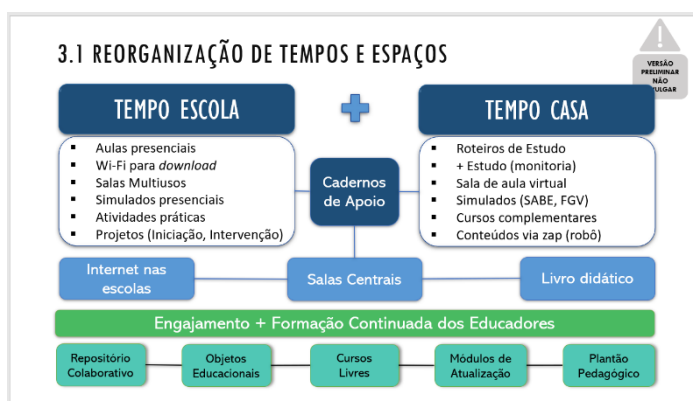 3.1 REORGANIZAÇÃO DE TEMPOS E ESPAÇOS
VERSÃO
PRELIMINAR
NÃO
TEMPO ESCOLA
TEMPO CASA
Aulas presenciais
Wi-Fi para download
Salas Multiusos
Simulados presenciais
Atividades práticas
Projetos (Iniciação, Intervenção)
Cadernos
de Apoio
Roteiros de Estudo
+ Estudo (monitoria)
Sala de aula virtual
Simulados (SABE, FGV)
Cursos complementares
Conteúdos via zap (robô)
Internet nas
escolas
Salas Centrais
Livro didático
Engajamento + Formação Continuada dos Educadores
Repositório
Colaborativo
Objetos
Educacionais
Cursos
Livres
Módulos de
Atualização
Plantão
Pedagógico